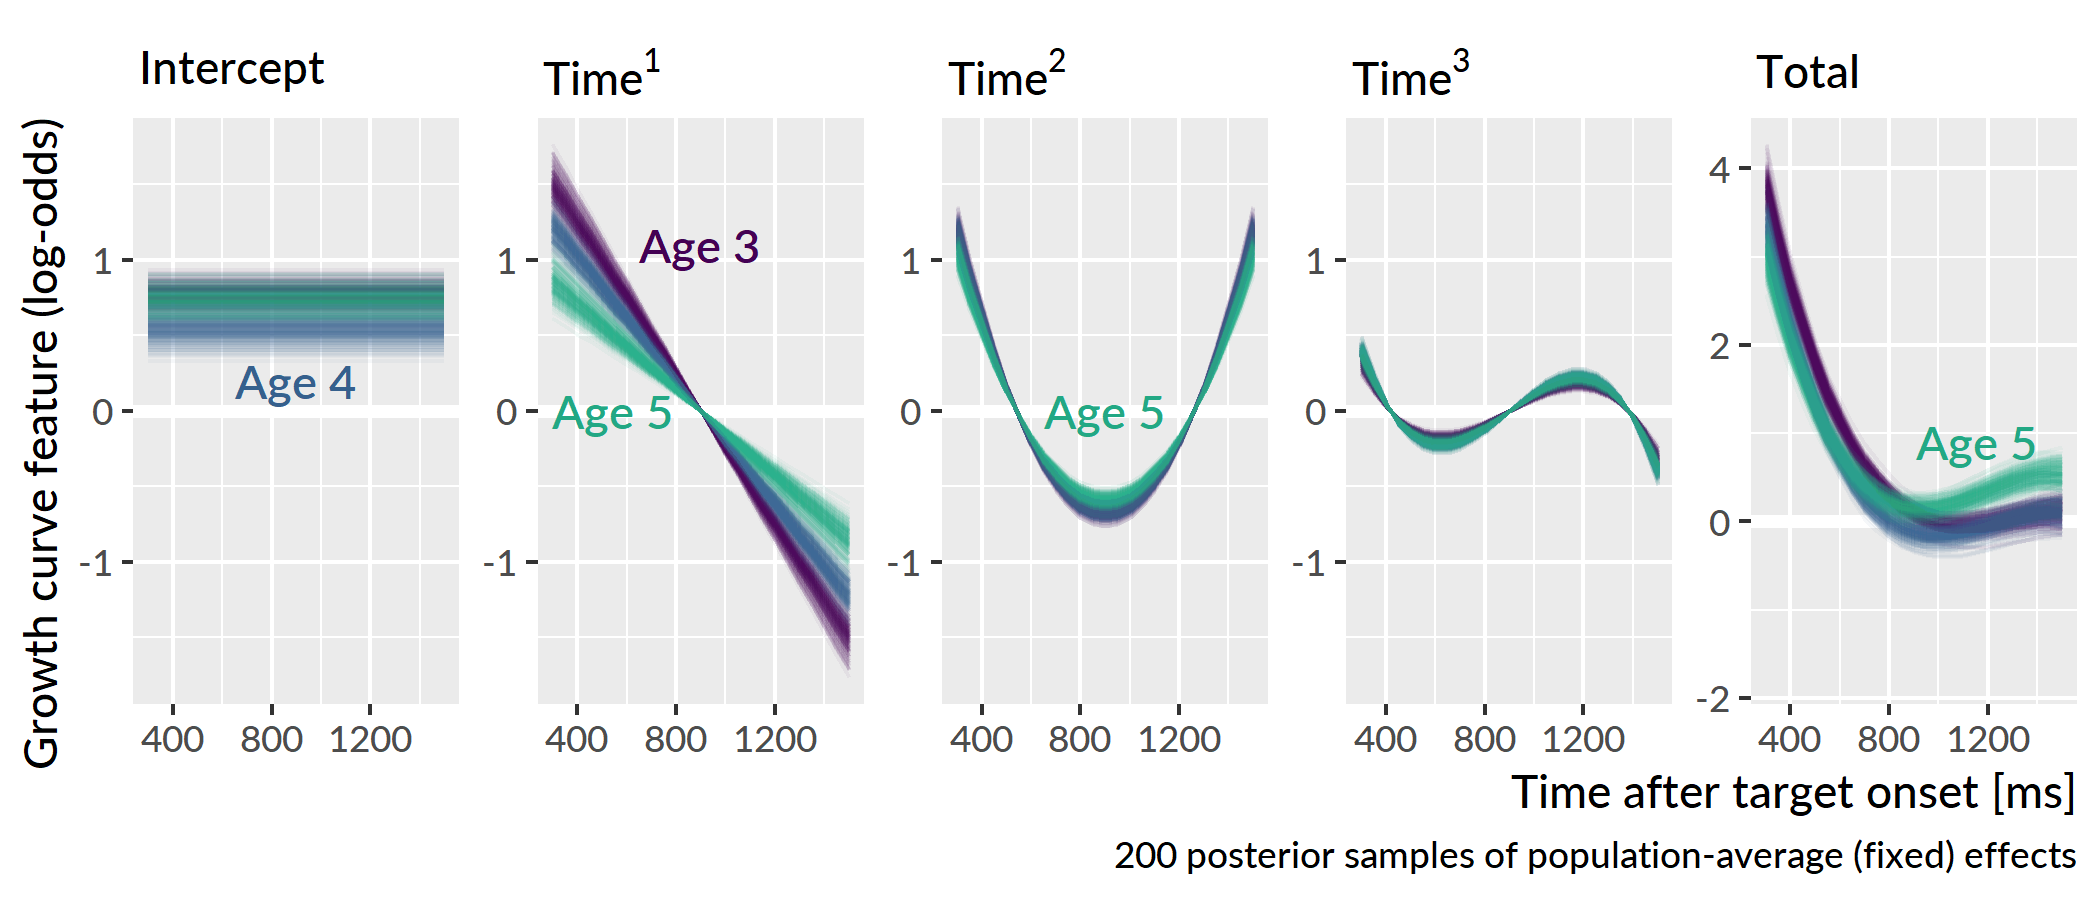 Intercept
Time¹
Time²
Time³
Total
Growth curve feature (log-odds)
1
0
-1
Age 4
400 800 1200
1
0
-1
Age 3
Age 5
400 800 1200
1
0
-1
Age 5
400 800 1200
1
0
-1
400 800 1200
4
2
0
-2
Age 5
400 800 1200
Time after target onset [ms]
200 posterior samples of population-average (fixed) effects